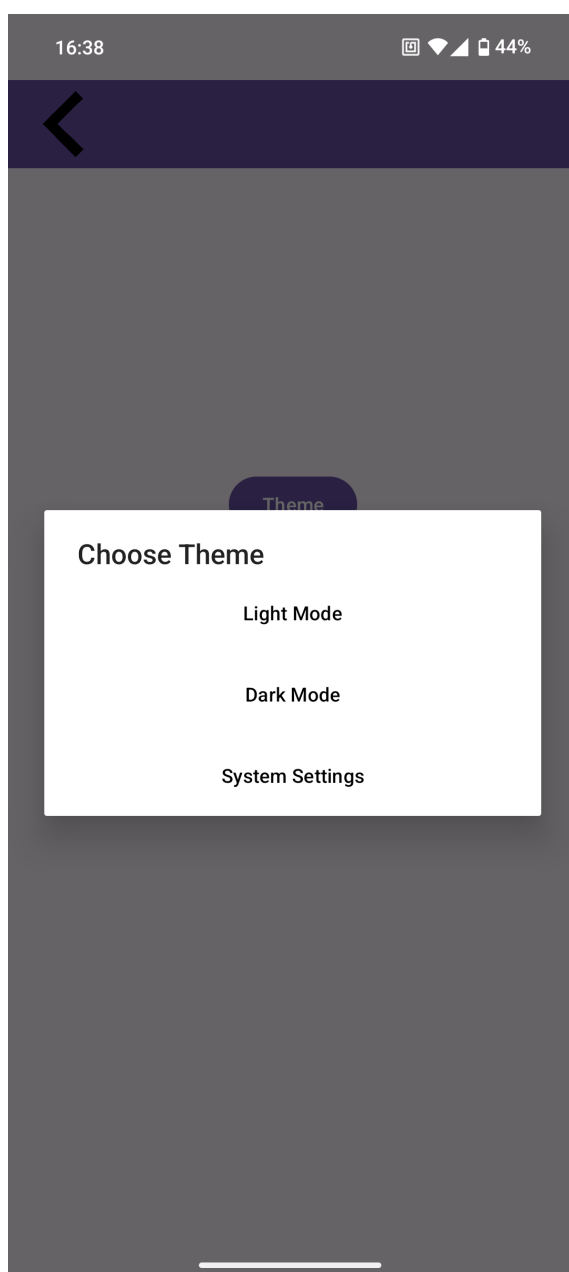 16:38
44%
Theme
Choose Theme
Light Mode
Dark Mode
System Settings